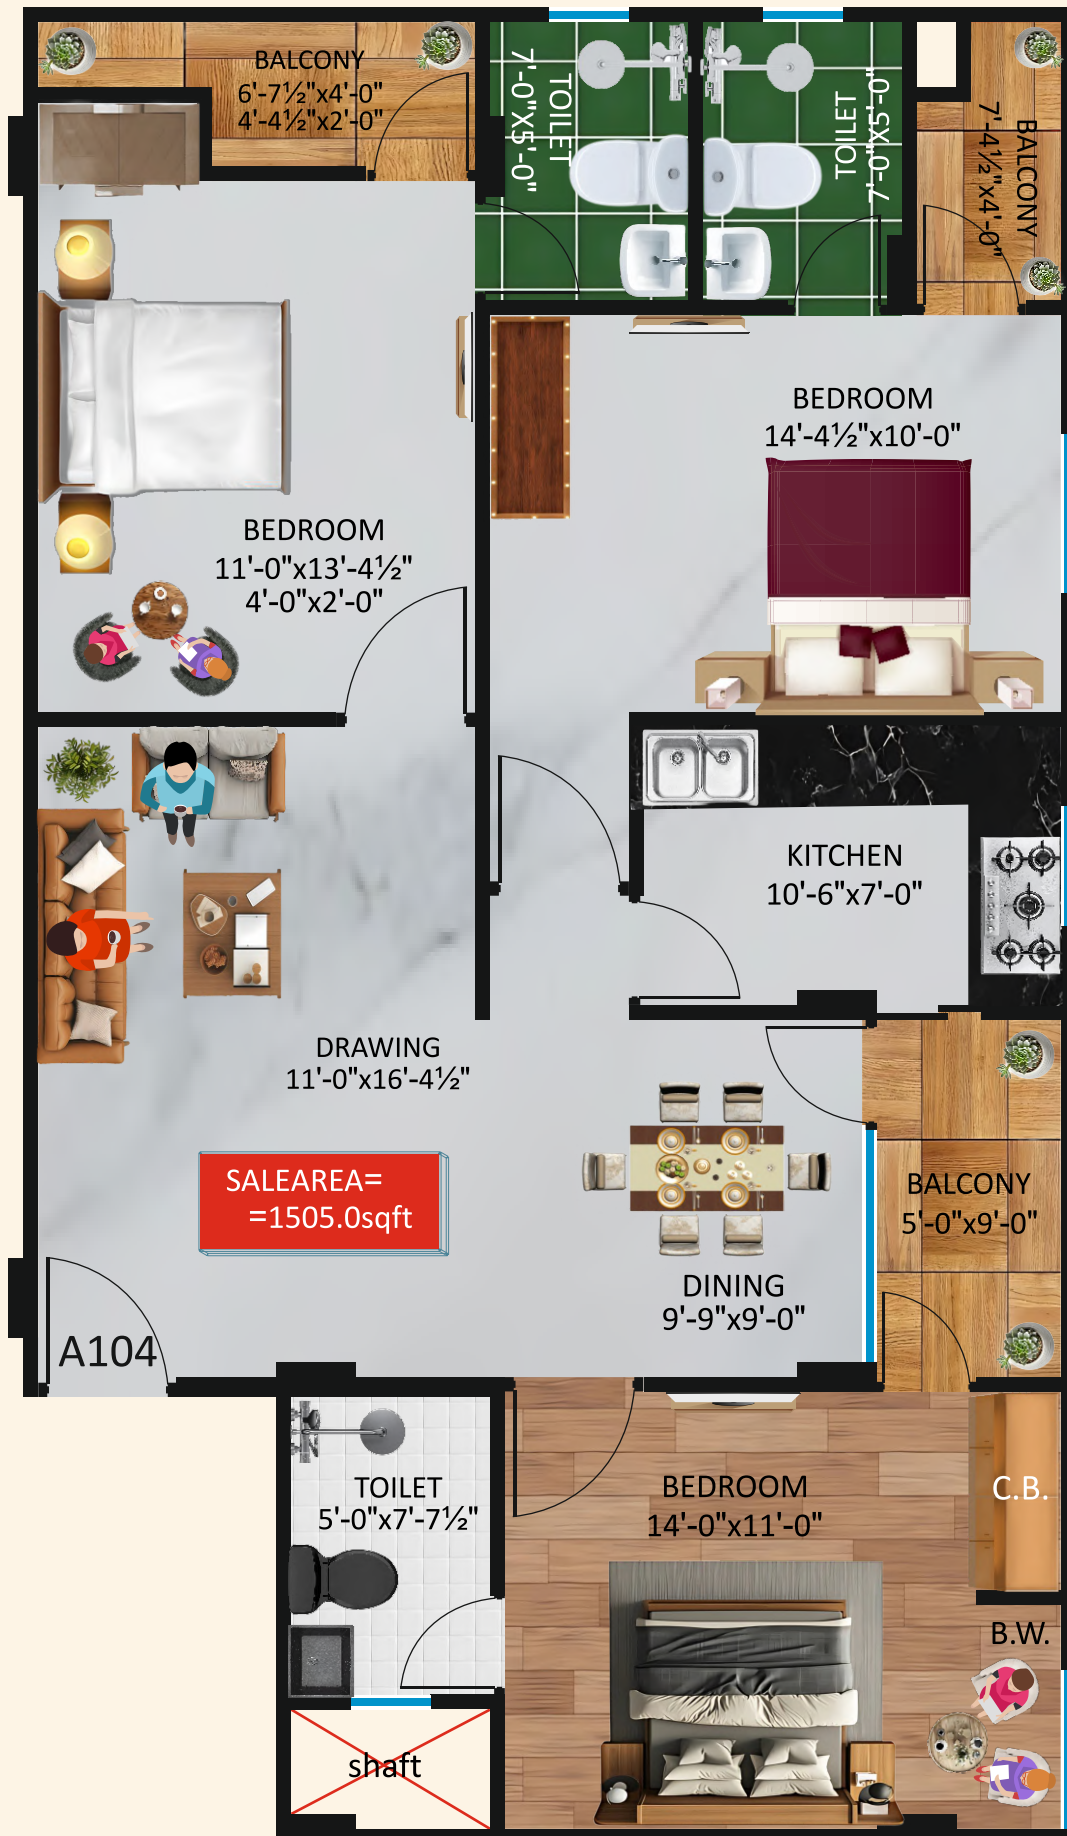 BALCONY
6'-7½"x4'-0"
4'-4½"x2'-0"
TOILET
7'-0"X5'-0"
TOILET
7'-0"X5'-0"
BALCONY
7'-4½"x4'-0"
BEDROOM
14'-4½"x10'-0"
BEDROOM
11'-0"x13'-4½"
4'-0"x2'-0"
KITCHEN
10'-6"x7'-0"
DRAWING
11'-0"x16'-4½"
SALEAREA=
=1505.0sqft
BALCONY
5'-0"x9'-0"
DINING
9'-9"x9'-0"
A104
TOILET
5'-0"x7'-7½"
BEDROOM
14'-0"x11'-0"
C.B.
B.W.
shaft